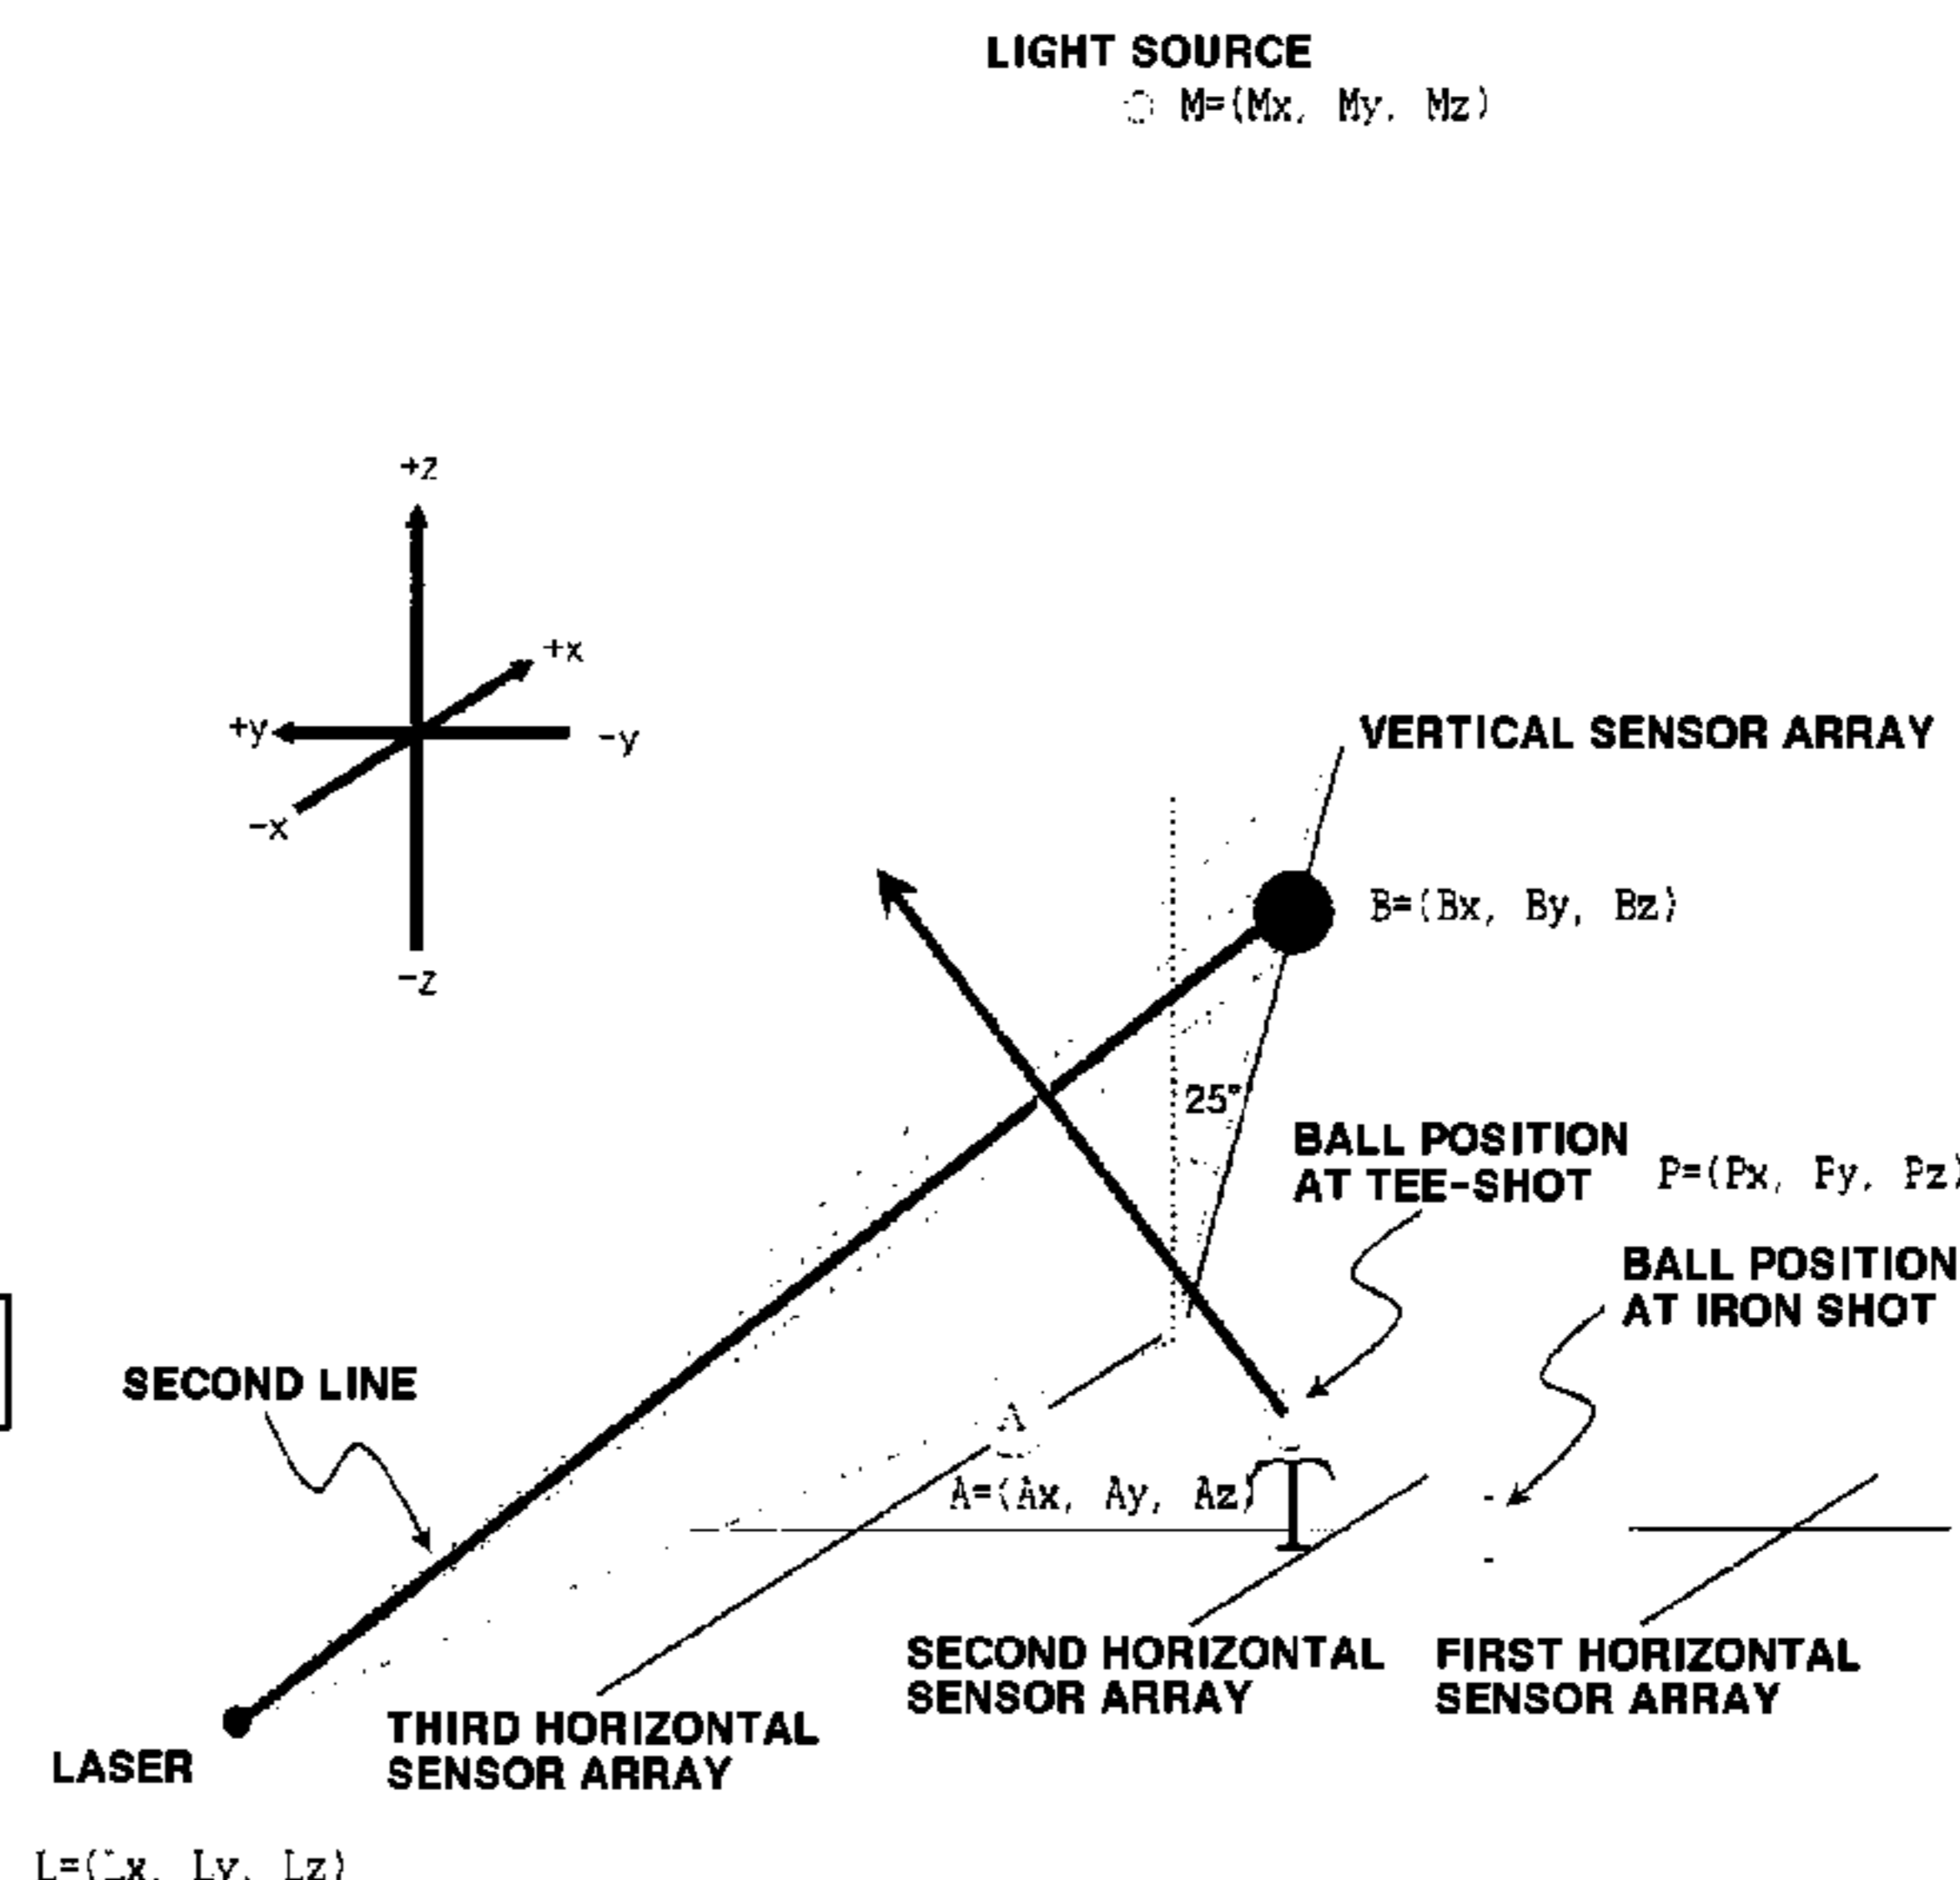 LIGHT SOURCE
M=(Mx, My, Mz)
+z
+x
+y
-y
-x
-z
VERTICAL SENSOR ARRAY
B=(Bx, By, Bz)
25°
BALL POSITION
AT TEE-SHOT
P=(Px, Py, Pz)
BALL POSITION
AT IRON SHOT
SECOND LINE
A
A=(Ax, Ay, Az)
SECOND HORIZONTAL
SENSOR ARRAY
FIRST HORIZONTAL
SENSOR ARRAY
THIRD HORIZONTAL
SENSOR ARRAY
LASER
L=(Lx, Ly, Lz)